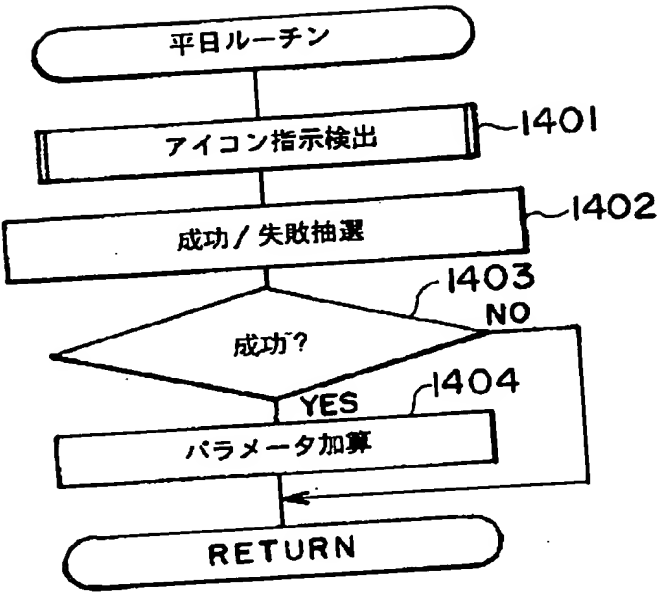 平日ルーチン
アイコン指示検出
1401
成功/失敗抽選
1402
1403
成功?
NO
YES
1404
パラメータ加算
RETURN